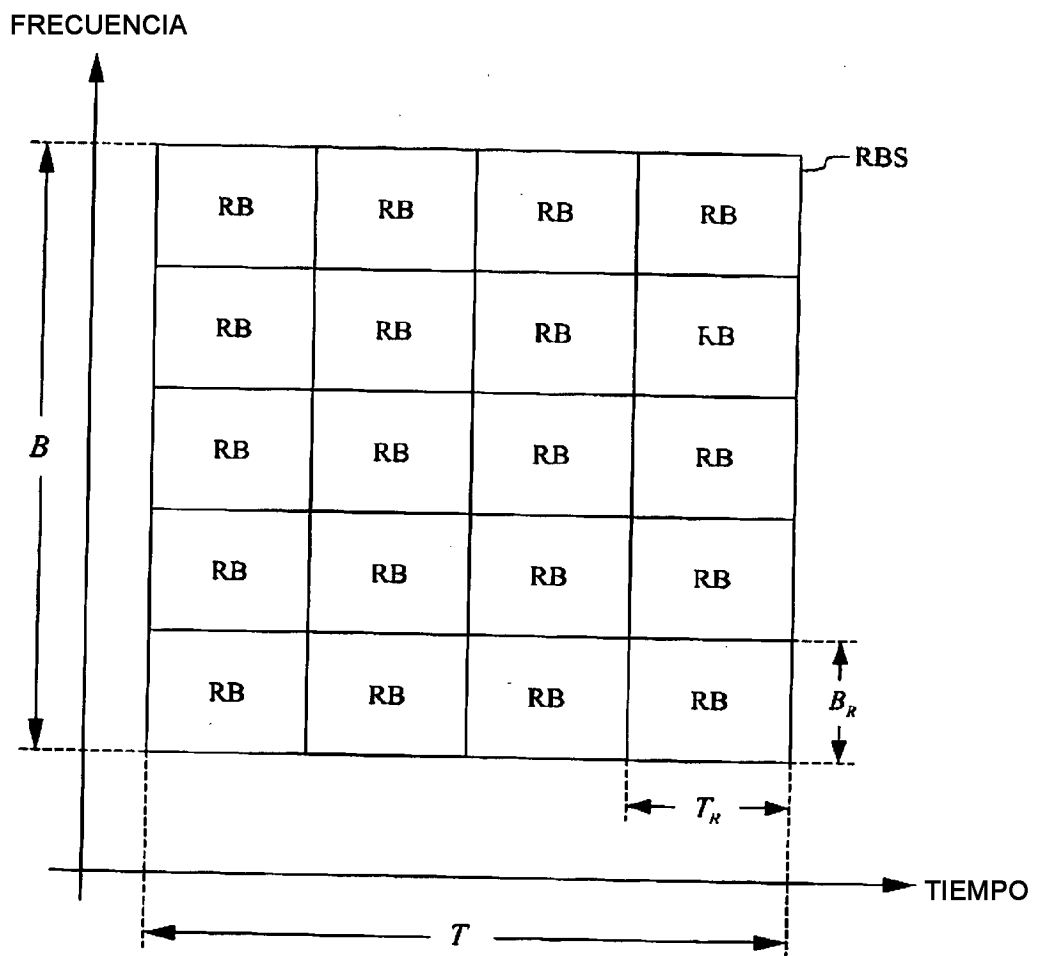 FRECUENCIA
RBS
RB RB RB RB
RB RB RB RB
B
RB RB RB RB
RB RB RB RB
RB RB RB RB
B_R
T_R
TIEMPO
T